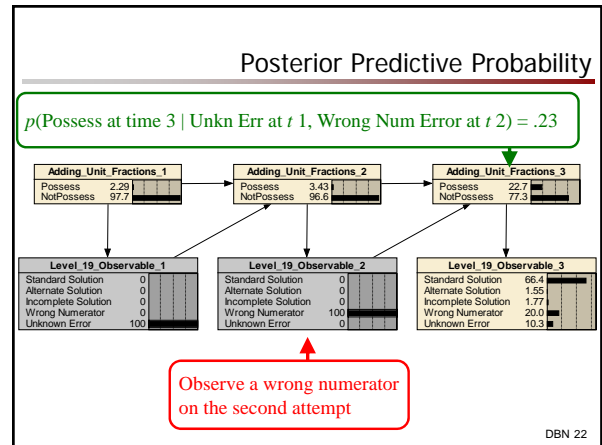 Posterior Predictive Probability
p(Possess at time 3 | Unkn Err at t 1, Wrong Num Error at t 2) = .23
Adding_Unit_Fractions_1
Possess 2.29
NotPossess 97.7
Adding_Unit_Fractions_2
Possess 3.43
NotPossess 96.6
Adding_Unit_Fractions_3
Possess 22.7
NotPossess 77.3
Level_19_Observable_1
Standard Solution 0
Alternate Solution 0
Incomplete Solution 0
Wrong Numerator 0
Unknown Error 100
Level_19_Observable_2
Standard Solution 0
Alternate Solution 0
Incomplete Solution 0
Wrong Numerator 100
Unknown Error 0
Level_19_Observable_3
Standard Solution 66.4
Alternate Solution 1.55
Incomplete Solution 1.77
Wrong Numerator 20.0
Unknown Error 10.3
Observe a wrong numerator
on the second attempt
DBN 22